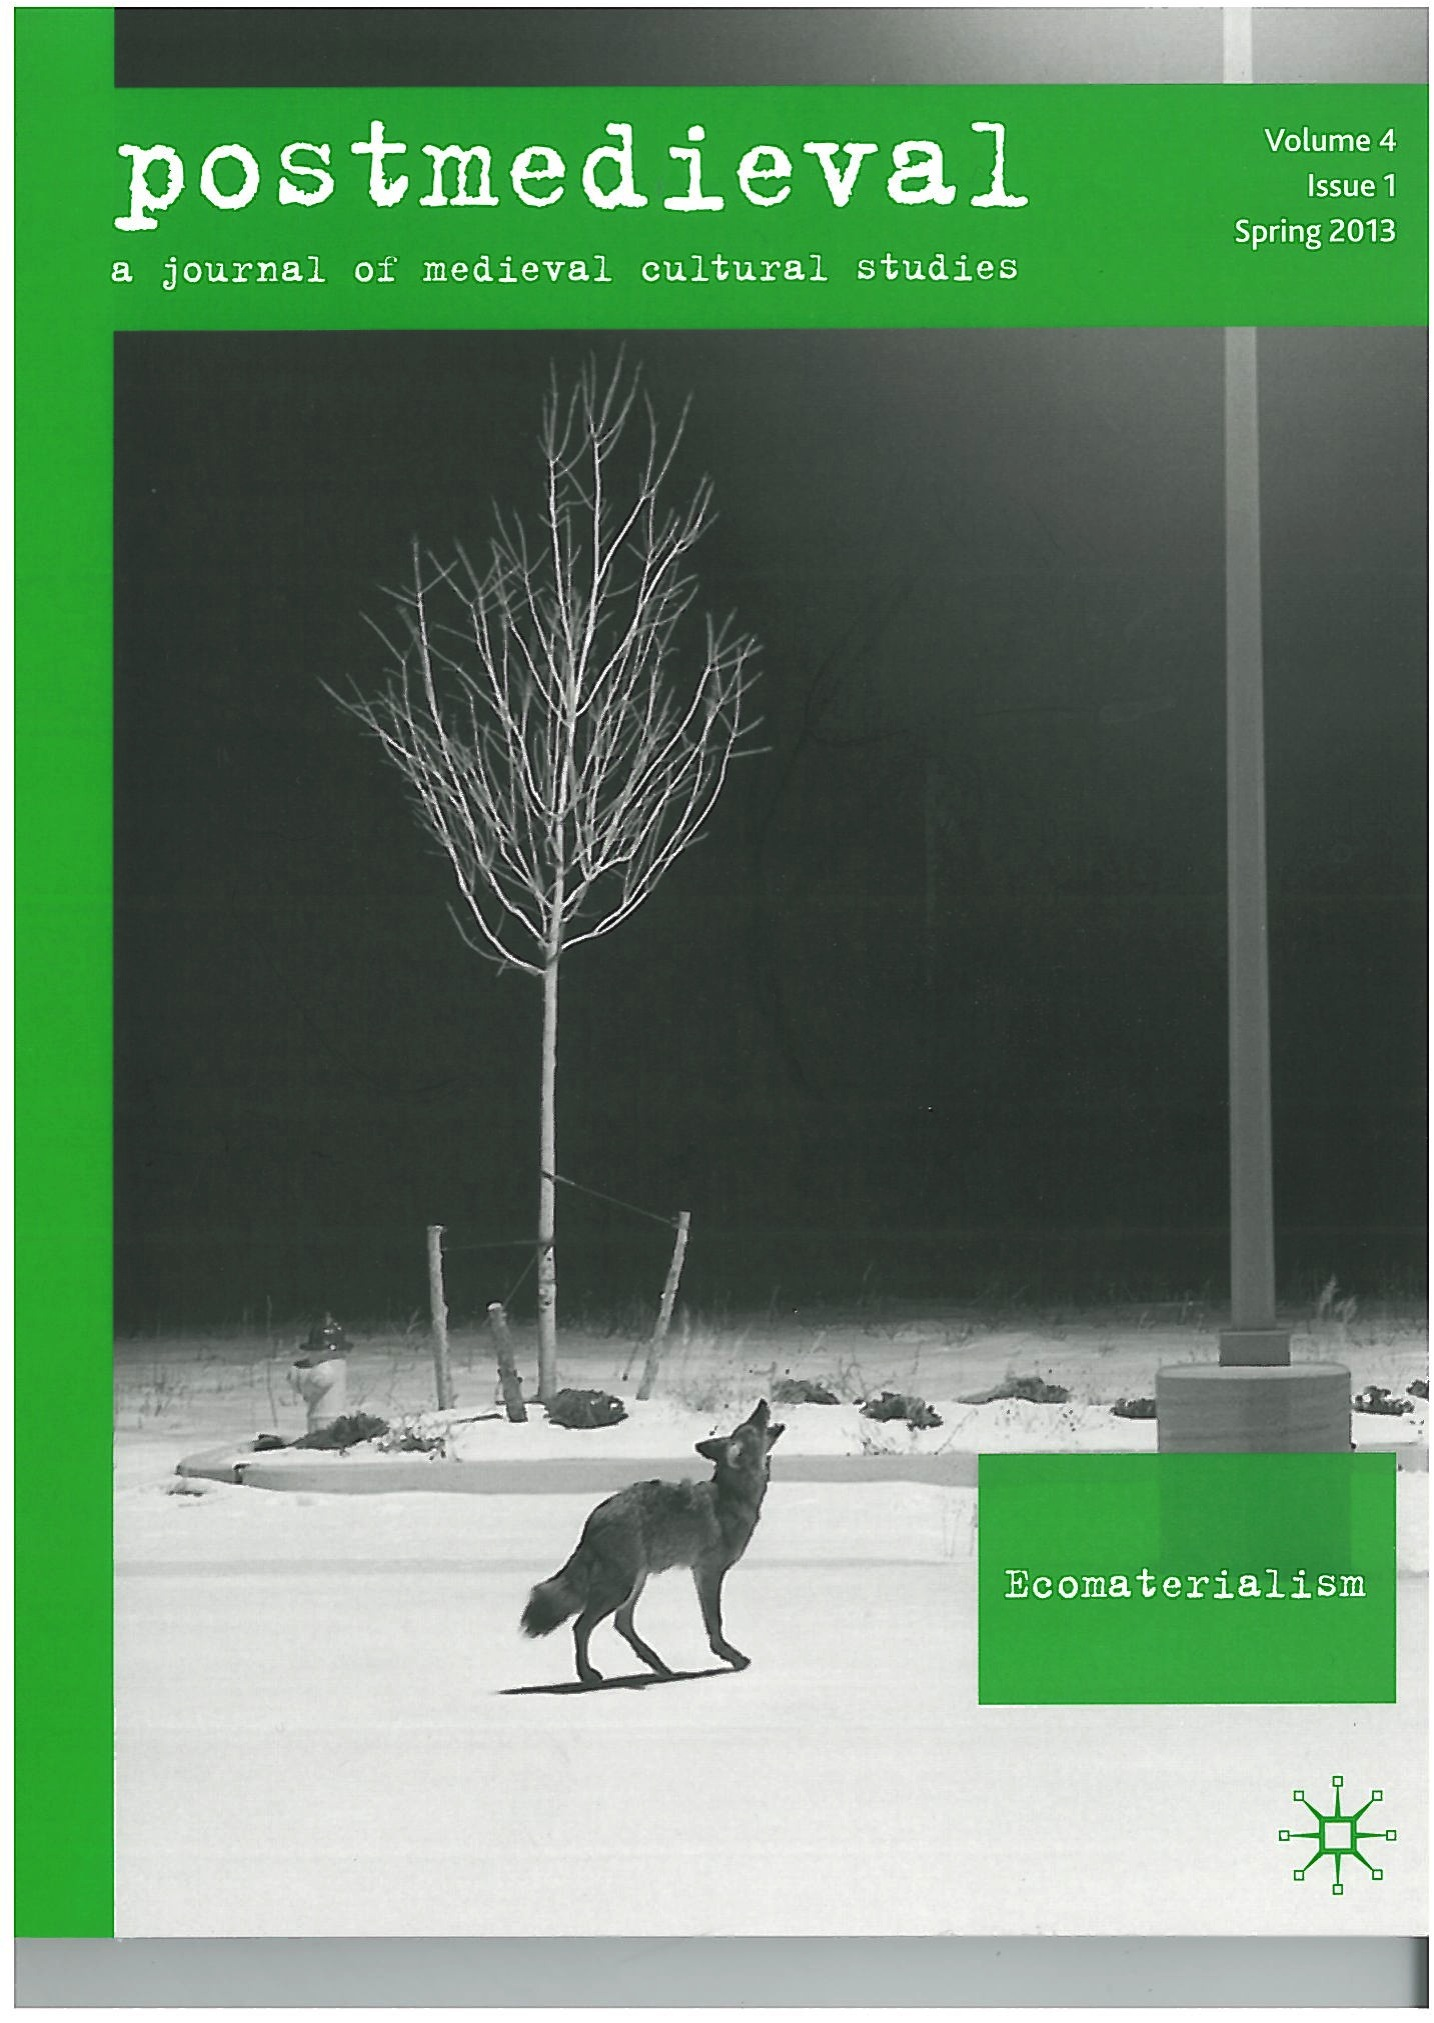 postmedieval
a journal of medieval cultural studies
Volume 4
Issue 1
Spring 2013
Ecomaterialism